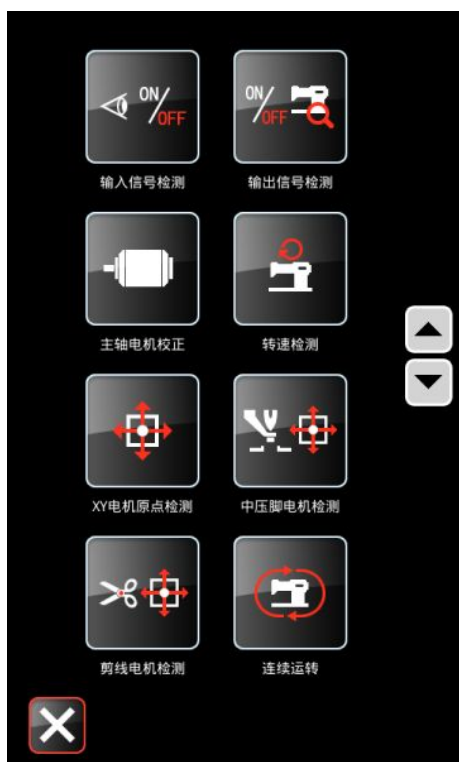 ON/OFF
ON/OFF
输入信号检测
输出信号检测
主轴电机校正
转速检测
XY电机原点检测
中压脚电机检测
剪线电机检测
连续运转